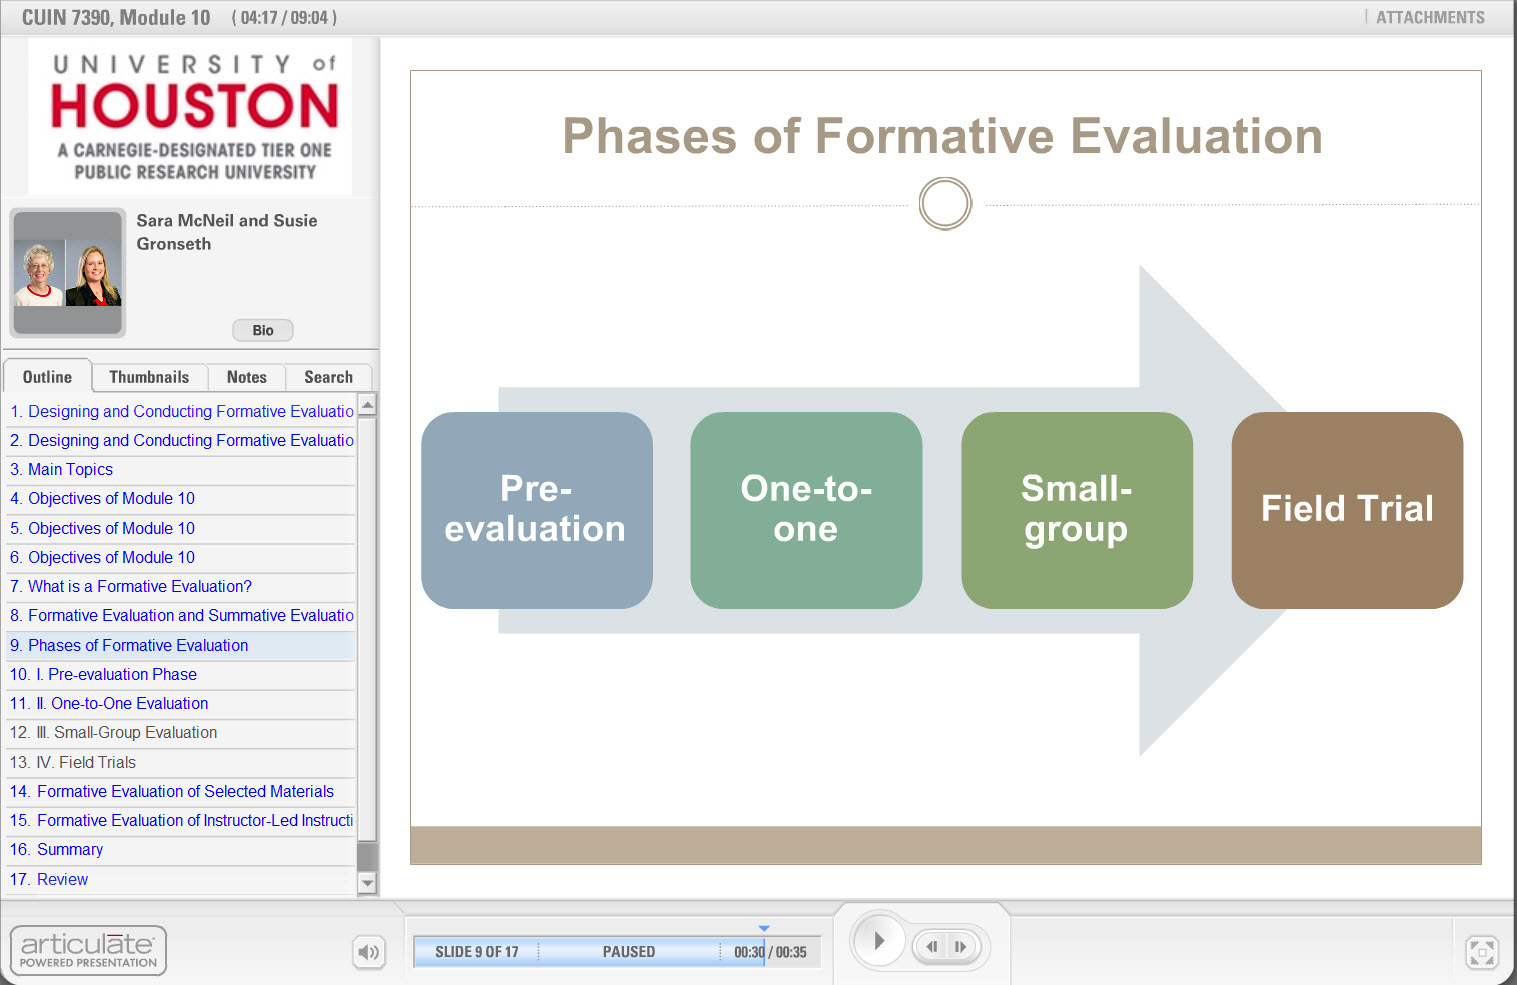 CUIN 7390, Module 10 ( 04:17 / 09:04 )
ATTACHMENTS
UNIVERSITY of
HOUSTON
A CARNEGIE-DESIGNATED TIER ONE
PUBLIC RESEARCH UNIVERSITY
Sara McNeil and Susie
Gronseth
Bio
Outline
Thumbnails
Notes
Search
1. Designing and Conducting Formative Evaluatio
2. Designing and Conducting Formative Evaluatio
3. Main Topics
4. Objectives of Module 10
5. Objectives of Module 10
6. Objectives of Module 10
7. What is a Formative Evaluation?
8. Formative Evaluation and Summative Evaluatio
9. Phases of Formative Evaluation
10. I. Pre-evaluation Phase
11. II. One-to-One Evaluation
12. III. Small-Group Evaluation
13. IV. Field Trials
14. Formative Evaluation of Selected Materials
15. Formative Evaluation of Instructor-Led Instructi
16. Summary
17. Review
Phases of Formative Evaluation
Pre-
evaluation
One-to-
one
Small-
group
Field Trial
articulate
POWERED PRESENTATION
SLIDE 9 OF 17
PAUSED
00:30 / 00:35